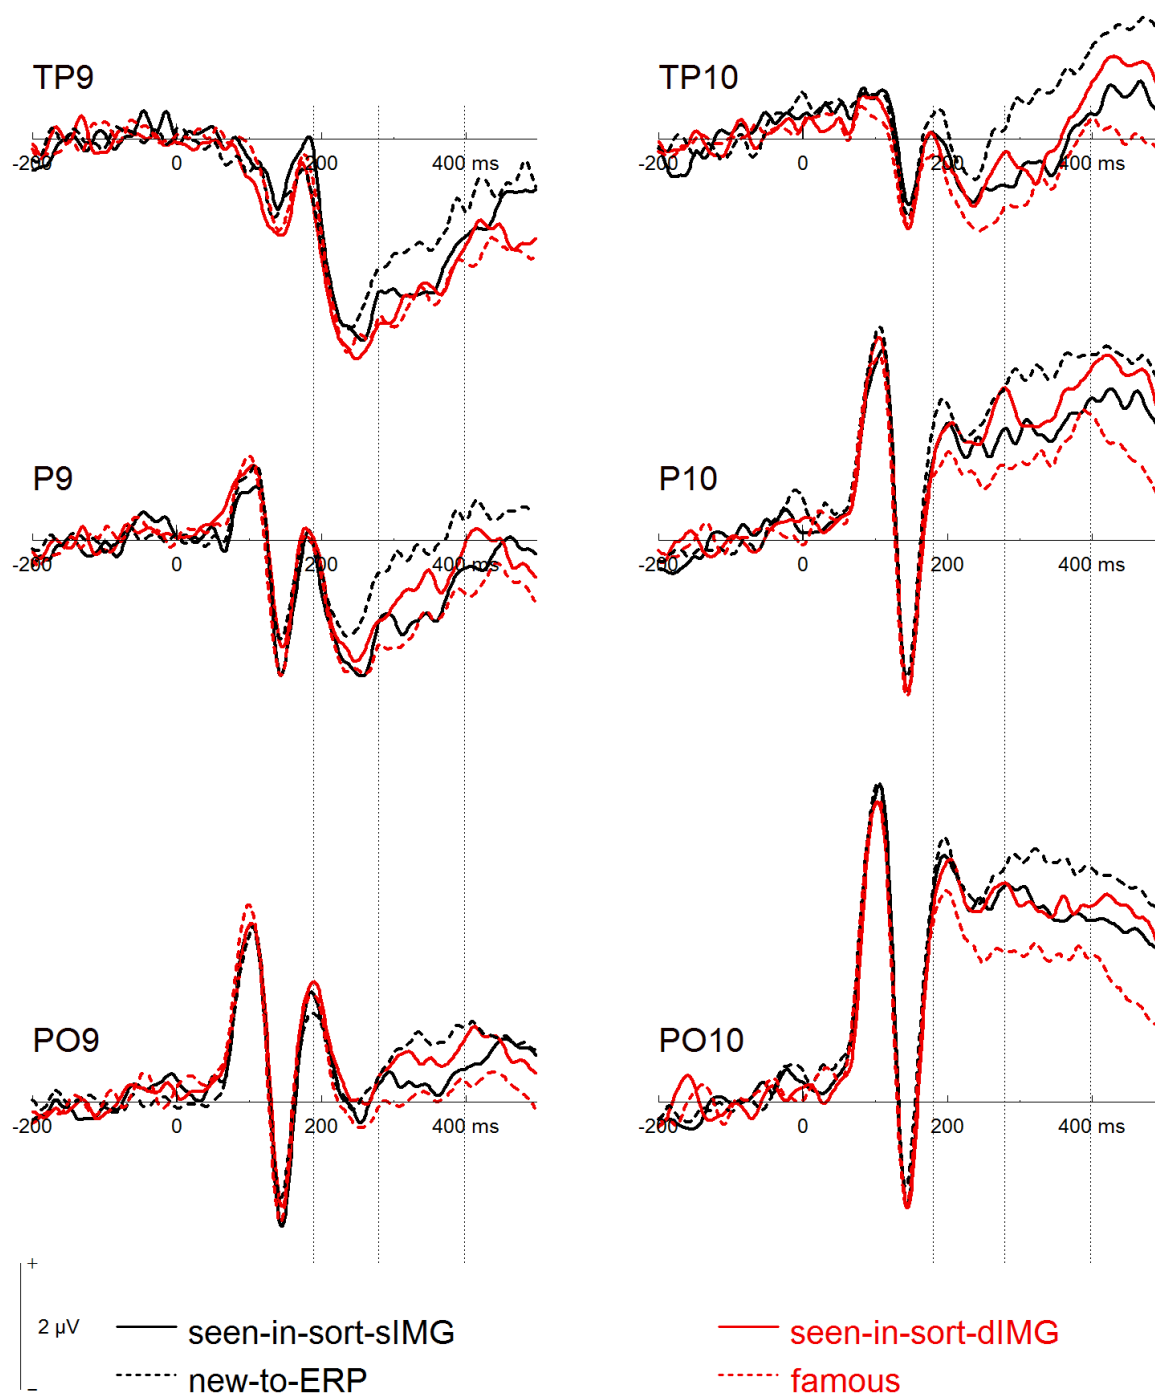 TP9
TP10
-200 0 200 400 ms
-200 0 200 400 ms
P9
P10
-200 0 200 400 ms
-200 0 200 400 ms
PO9
PO10
-200 0 200 400 ms
-200 0 200 400 ms
+
2 µV
–
seen-in-sort-sIMG
seen-in-sort-dIMG
new-to-ERP
famous